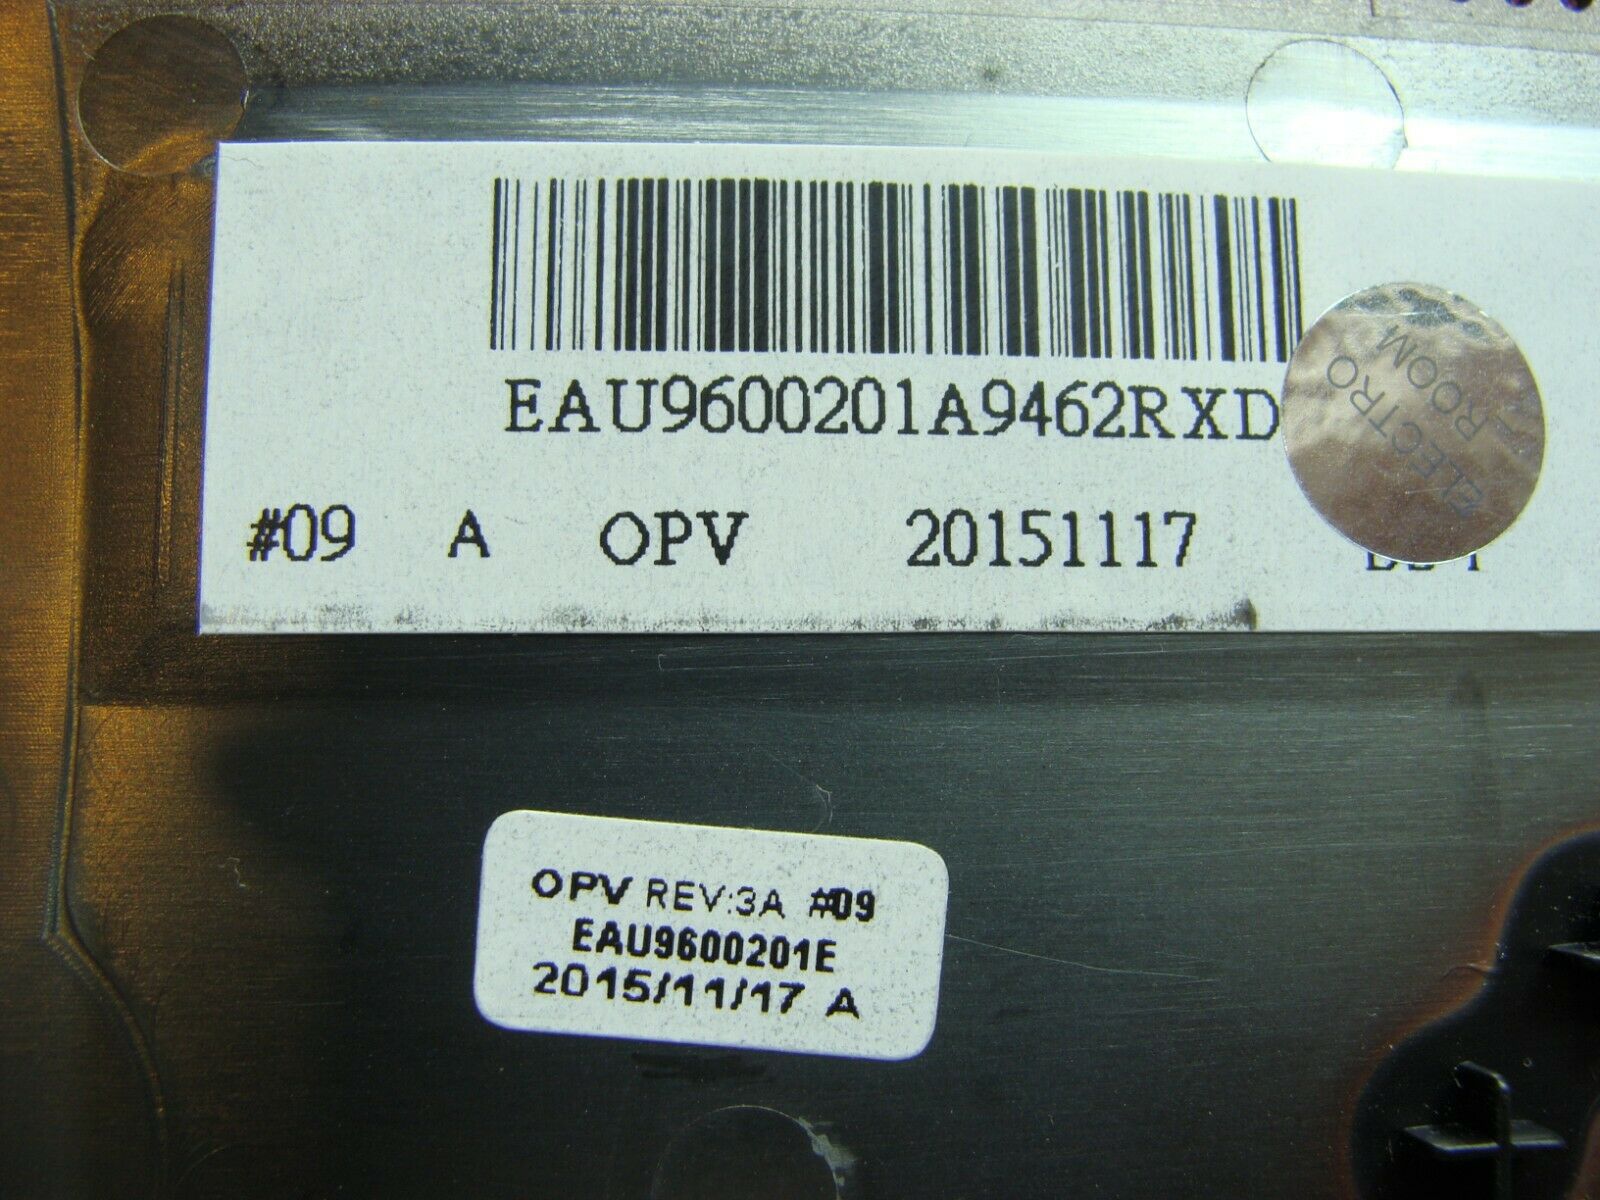 EAU9600201A9462RXD
#09 A OPV 20151117
ELECTRO
ROOM
OPV REV:3A #09
EAU9600201E
2015/11/17 A